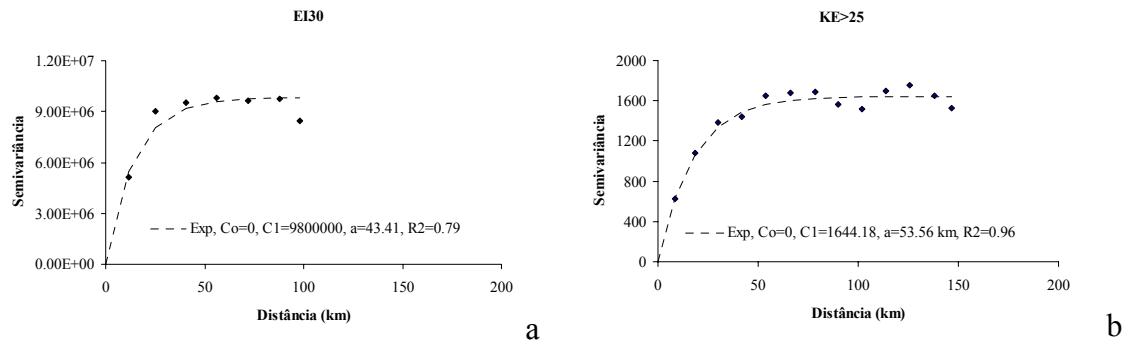 EI30
1.20E+07
9.00E+06
6.00E+06
3.00E+06
0.00E+00
Semivariância
Exp, Co=0, C1=9800000, a=43.41, R2=0.79
0 50 100 150 200
Distância (km)
a
KE>25
2000
1600
1200
800
400
0
Semivariância
Exp, Co=0, C1=1644.18, a=53.56 km, R2=0.96
0 50 100 150 200
Distância (km)
b